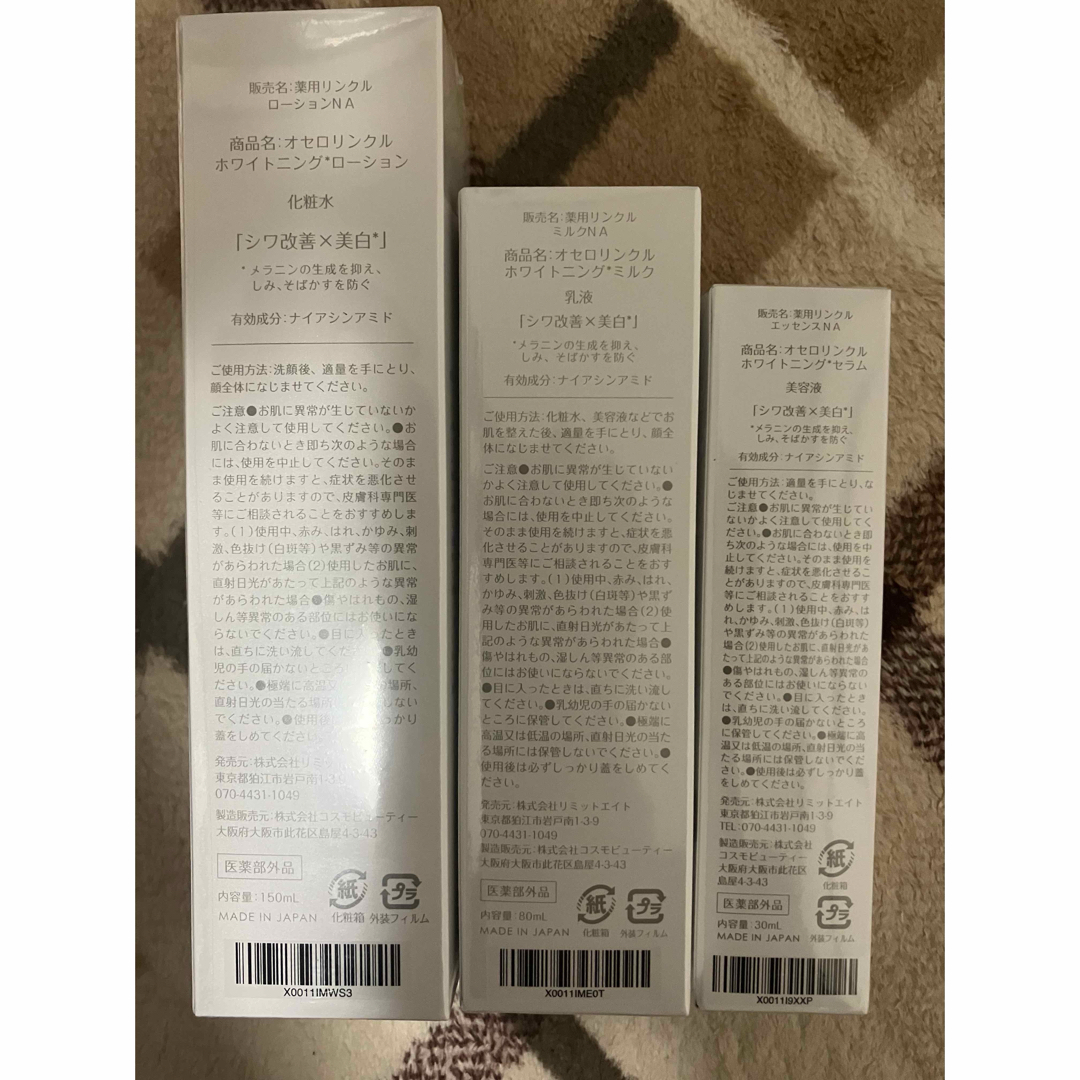 販売名:薬用リンクル
ローションNA
商品名:オセロリンクル
ホワイトニング*ローション
化粧水
「シワ改善×美白*」
*メラニンの生成を抑え、
しみ、そばかすを防ぐ
有効成分:ナイアシンアミド
ご使用方法:洗顔後、適量を手にとり、
顔全体になじませてください。
ご注意●お肌に異常が生じていないか
よく注意して使用してください。●お
肌に合わないとき即ち次のような場合
には、使用を中止してください。そのま
ま使用を続けますと、症状を悪化させ
ることがありますので、皮膚科専門医
等にご相談されることをおすすめしま
す。(1)使用中、赤み、はれ、かゆみ、刺
激、色抜け(白斑等)や黒ずみ等の異常
があらわれた場合(2)使用したお肌に、
直射日光があたって上記のような異常
があらわれた場合●傷やはれもの、湿
しん等異常のある部位にはお使いにな
らないでください。●目に入ったとき
は、直ちに洗い流してください。●乳幼
児の手の届かないところに保管してくだ
さい。●極端に高温又
場所、
直射日光の当たる場所に
しない
でください。●使用後は
しっかり
蓋をしめてください。
発売元:株式会社リミット
東京都狛江市岩戸南1-3-9
070-4431-1049
製造販売元:株式会社コスモビューティー
大阪府大阪市此花区島屋4-3-43
医薬部外品
内容量:150mL
MADE IN JAPAN
紙
化粧箱
プラ
外装フィルム
X0011IMWS3
販売名:薬用リンクル
ミルクNA
商品名:オセロリンクル
ホワイトニング*ミルク
乳液
「シワ改善×美白*」
*メラニンの生成を抑え、
しみ、そばかすを防ぐ
有効成分:ナイアシンアミド
ご使用方法:化粧水、美容液などでお
肌を整えた後、適量を手にとり、顔全
体になじませてください。
ご注意●お肌に異常が生じていない
かよく注意して使用してください。●
お肌に合わないとき即ち次のような
場合には、使用を中止してください。
そのまま使用を続けますと、症状を悪
化させることがありますので、皮膚科
専門医等にご相談されることをおす
すめします。(1)使用中、赤み、はれ、
かゆみ、刺激、色抜け(白斑等)や黒ず
み等の異常があらわれた場合(2)使
用したお肌に、直射日光があたって上
記のような異常があらわれた場合●
傷やはれもの、湿しん等異常のある部
位にはお使いにならないでください。
●目に入ったときは、直ちに洗い流し
てください。●乳幼児の手の届かない
ところに保管してください。●極端に
高温又は低温の場所、直射日光の当た
る場所には保管しないでください。●
使用後は必ずしっかり蓋をしめてくだ
さい。
発売元:株式会社リミットエイト
東京都狛江市岩戸南1-3-9
070-4431-1049
製造販売元:株式会社コスモビューティー
大阪府大阪市此花区島屋4-3-43
医薬部外品
内容量:80mL
MADE IN JAPAN
紙
化粧箱
プラ
外装フィルム
X0011IME0T
販売名:薬用リンクル
エッセンスNA
商品名:オセロリンクル
ホワイトニング*セラム
美容液
「シワ改善×美白*」
*メラニンの生成を抑え、
しみ、そばかすを防ぐ
有効成分:ナイアシンアミド
ご使用方法:適量を手にとり、な
じませてください。
ご注意●お肌に異常が生じてい
ないかよく注意して使用してくだ
さい。●お肌に合わないとき即
ち次のような場合には、使用を中
止してください。そのまま使用を
続けますと、症状を悪化させるこ
とがありますので、皮膚科専門医
等にご相談されることをおすす
めします。(1)使用中、赤み、は
れ、かゆみ、刺激、色抜け(白斑等)
や黒ずみ等の異常があらわれた
場合(2)使用したお肌に、直射日光があ
たって上記のような異常があらわれた場合
●傷やはれもの、湿しん等異常の
ある部位にはお使いにならない
でください。●目に入ったとき
は、直ちに洗い流してください。
●乳幼児の手の届かないところ
に保管してください。●極端に高
温又は低温の場所、直射日光の当
たる場所には保管しないでくださ
い。●使用後は必ずしっかり蓋
をしめてください。
発売元:株式会社リミットエイト
東京都狛江市岩戸南1-3-9
TEL:070-4431-1049
製造販売元:株式会社
コスモビューティー
大阪府大阪市此花区
島屋4-3-43
医薬部外品
内容量:30mL
MADE IN JAPAN
紙
化粧箱
プラ
外装フィルム
X0011I9XXP